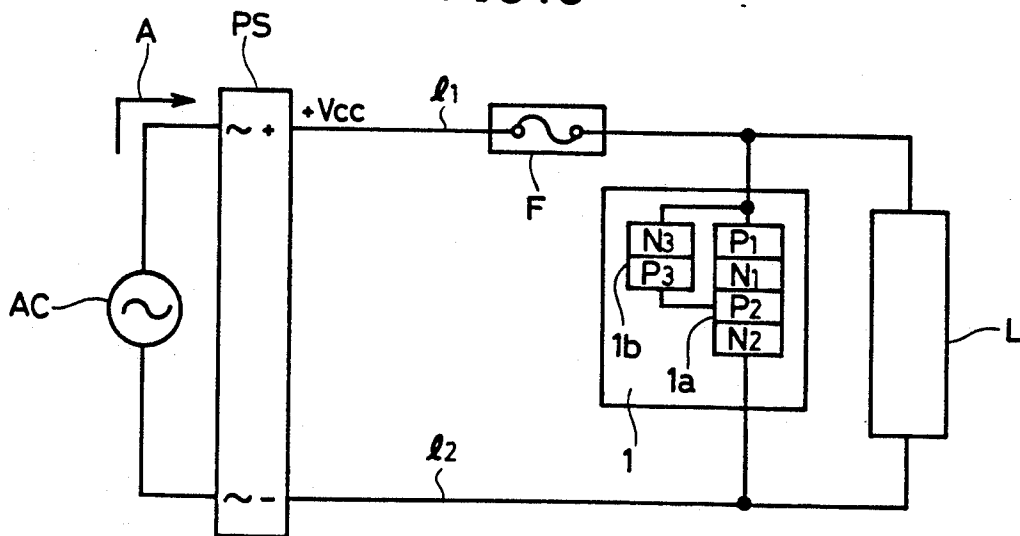 A
PS
~ +
+Vcc
ℓ1
F
N3
P3
P1
N1
P2
N2
AC
1b
1a
L
1
ℓ2
~ -